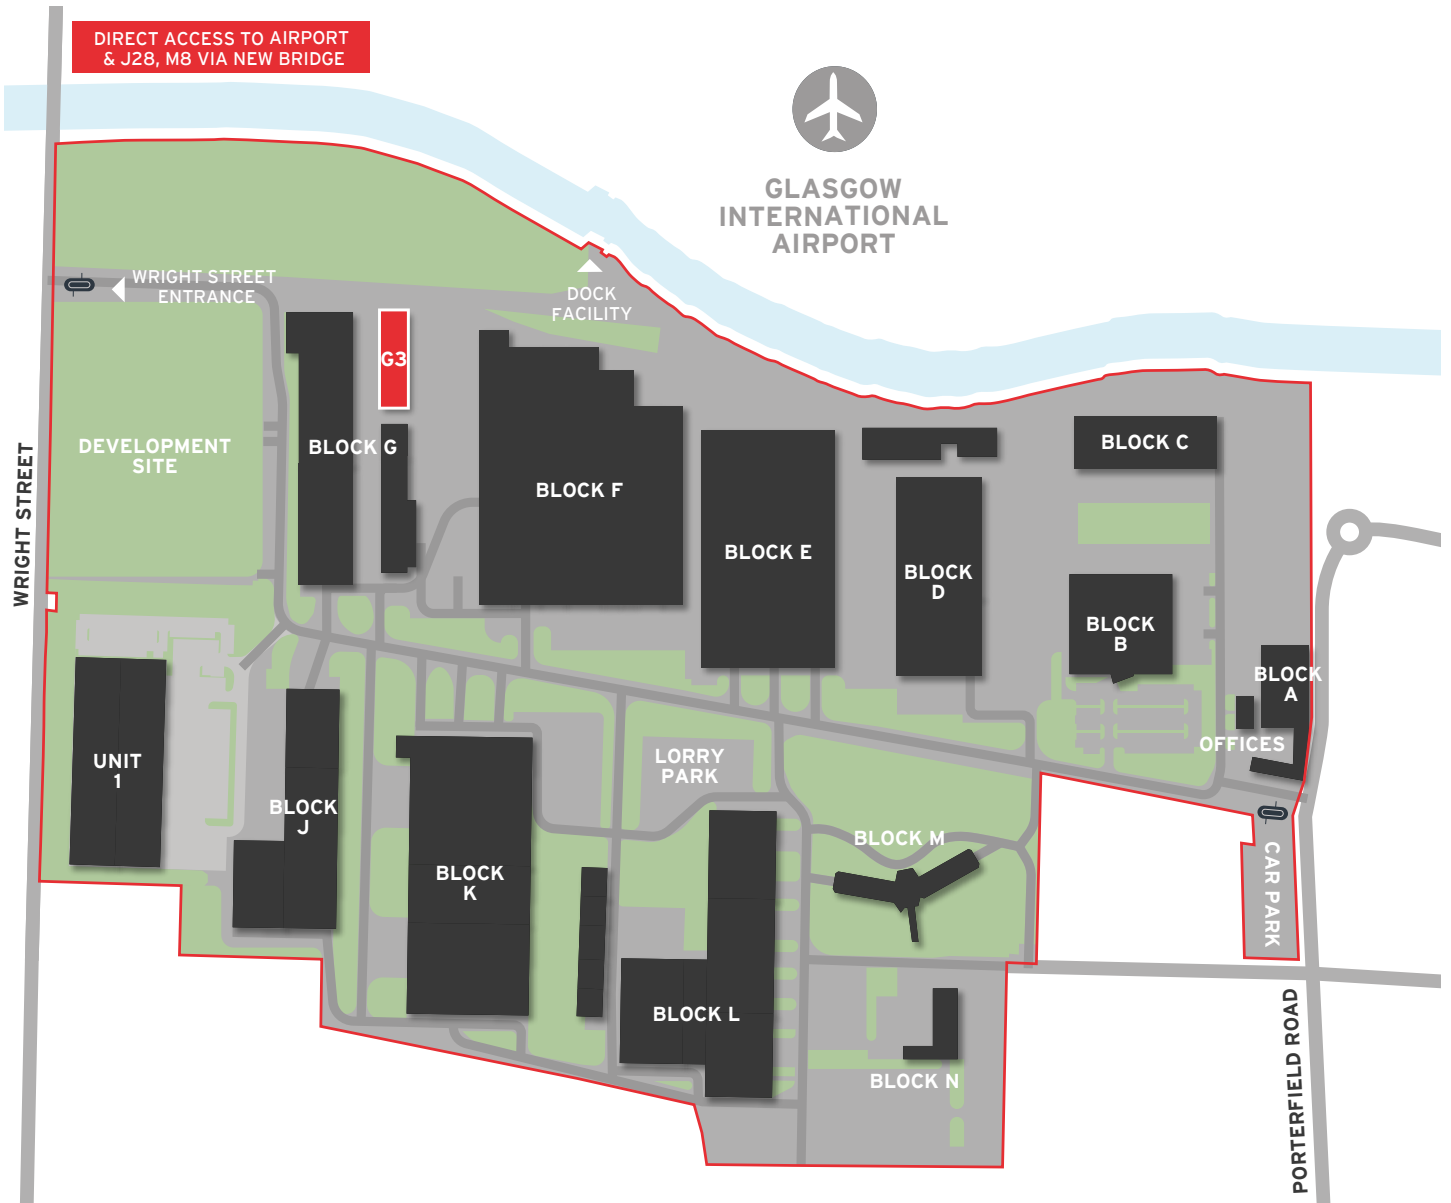 DIRECT ACCESS TO AIRPORT
& J28, M8 VIA NEW BRIDGE
GLASGOW
INTERNATIONAL
AIRPORT
WRIGHT STREET
ENTRANCE
DOCK
FACILITY
G3
DEVELOPMENT
SITE
BLOCK G
BLOCK F
BLOCK E
BLOCK
D
BLOCK C
BLOCK
B
BLOCK
A
OFFICES
WRIGHT STREET
UNIT
1
BLOCK
J
BLOCK
K
LORRY
PARK
BLOCK M
BLOCK L
BLOCK N
CAR PARK
PORTERFIELD ROAD